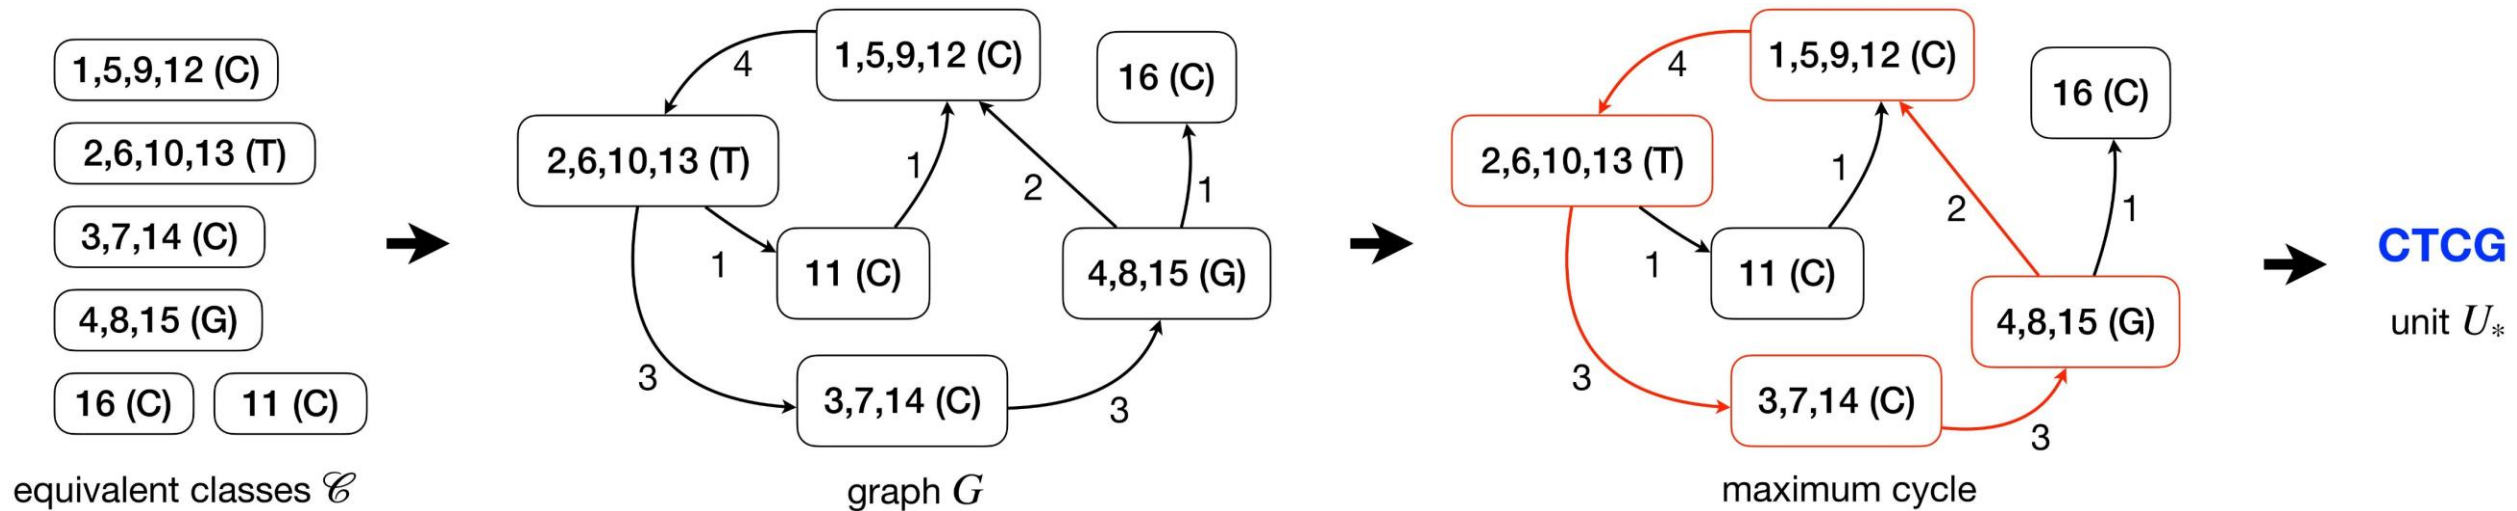 1,5,9,12 (C)
2,6,10,13 (T)
3,7,14 (C)
4,8,15 (G)
16 (C)
11 (C)
equivalent classes 𝒞
1,5,9,12 (C)
16 (C)
4
2,6,10,13 (T)
1
2
1
1
11 (C)
4,8,15 (G)
3
3,7,14 (C)
3
graph G
1,5,9,12 (C)
4
16 (C)
2,6,10,13 (T)
1
2
1
1
11 (C)
4,8,15 (G)
3
3,7,14 (C)
3
maximum cycle
CTCG
unit U*